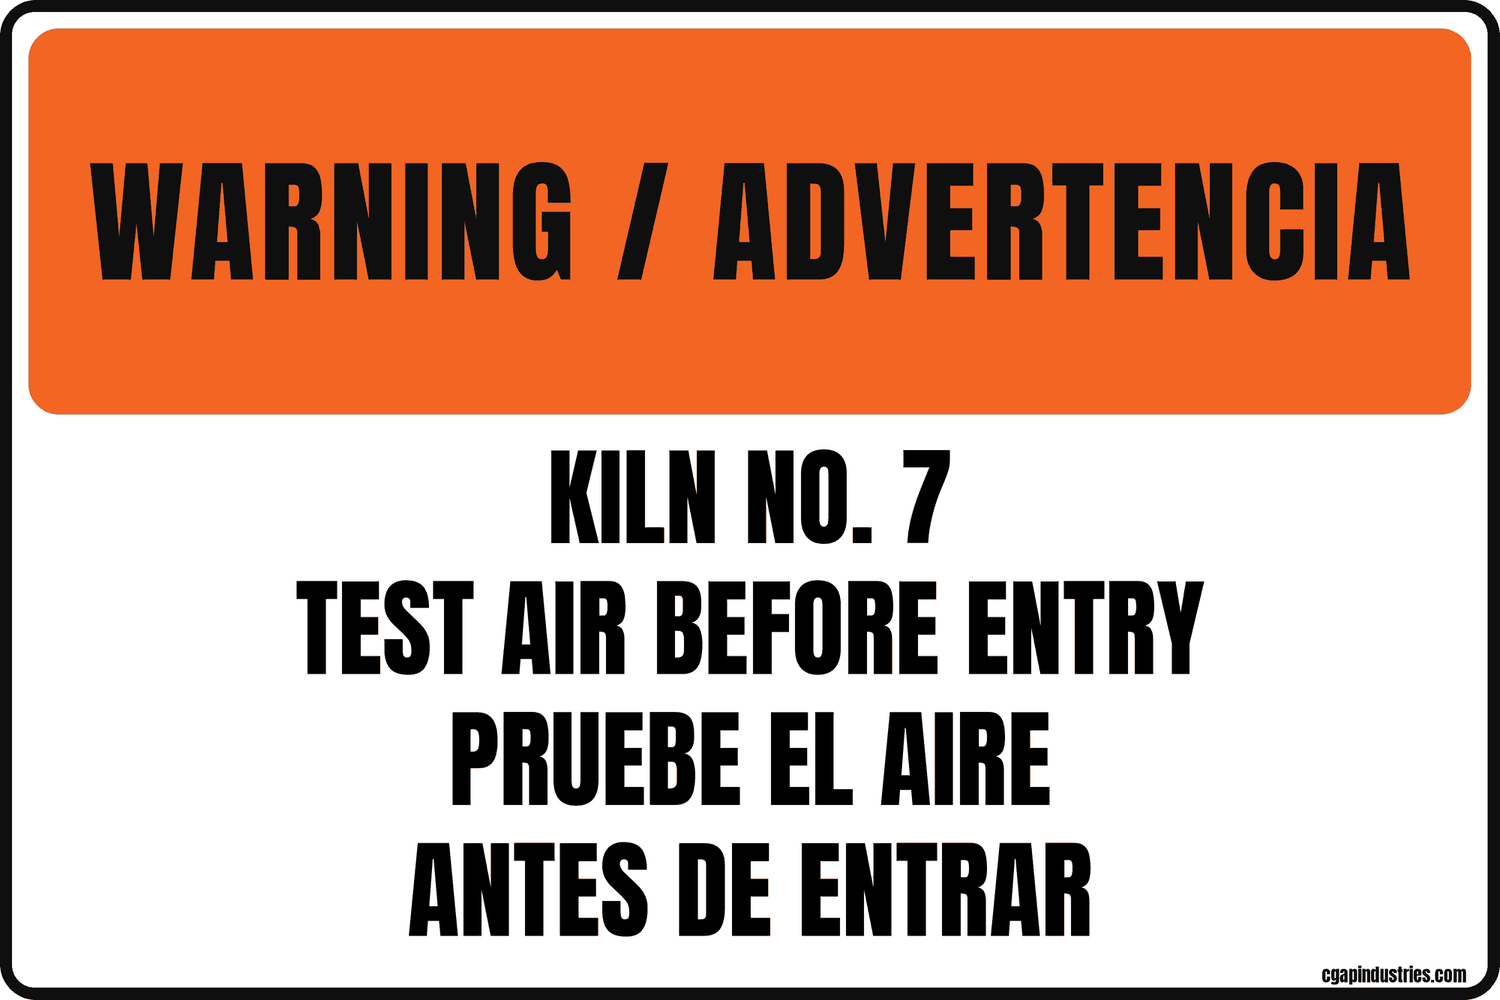 WARNING / ADVERTENCIA
KILN NO. 7
TEST AIR BEFORE ENTRY
PRUEBE EL AIRE
ANTES DE ENTRAR
cgapindustries.com